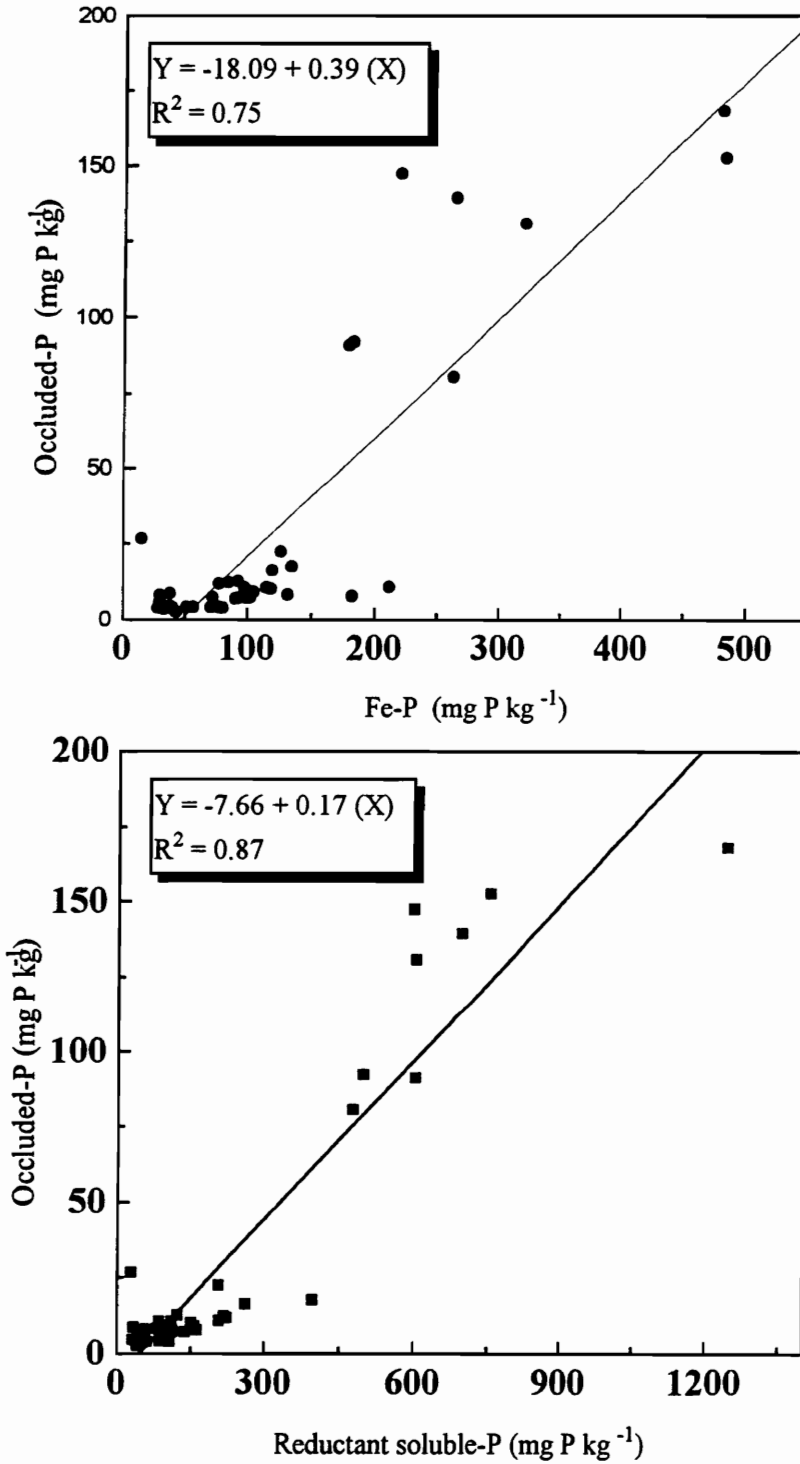 200
Y = -18.09 + 0.39 (X)
R² = 0.75
150
100
50
0
Occluded-P (mg P kg⁻¹)
0 100 200 300 400 500
Fe-P (mg P kg ⁻¹)
200
Y = -7.66 + 0.17 (X)
R² = 0.87
150
100
50
0
Occluded-P (mg P kg⁻¹)
0 300 600 900 1200
Reductant soluble-P (mg P kg ⁻¹)